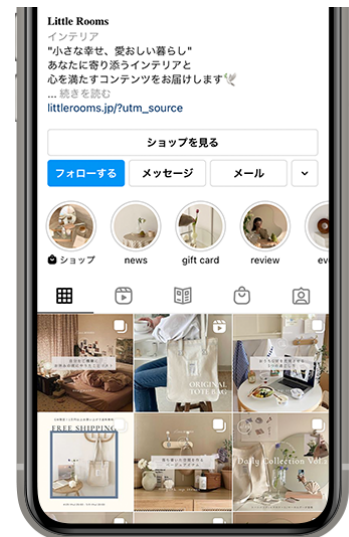 Little Rooms
インテリア
"小さな幸せ、愛おしい暮らし"
あなたに寄り添うインテリアと
心を満たすコンテンツをお届けします🕊
... 続きを読む
littlerooms.jp/?utm_source
ショップを見る
フォローする メッセージ メール
ショップ news gift card review ev
ORIGINAL
TOTE BAG
FREE SHIPPING
Daily Collection Vol.